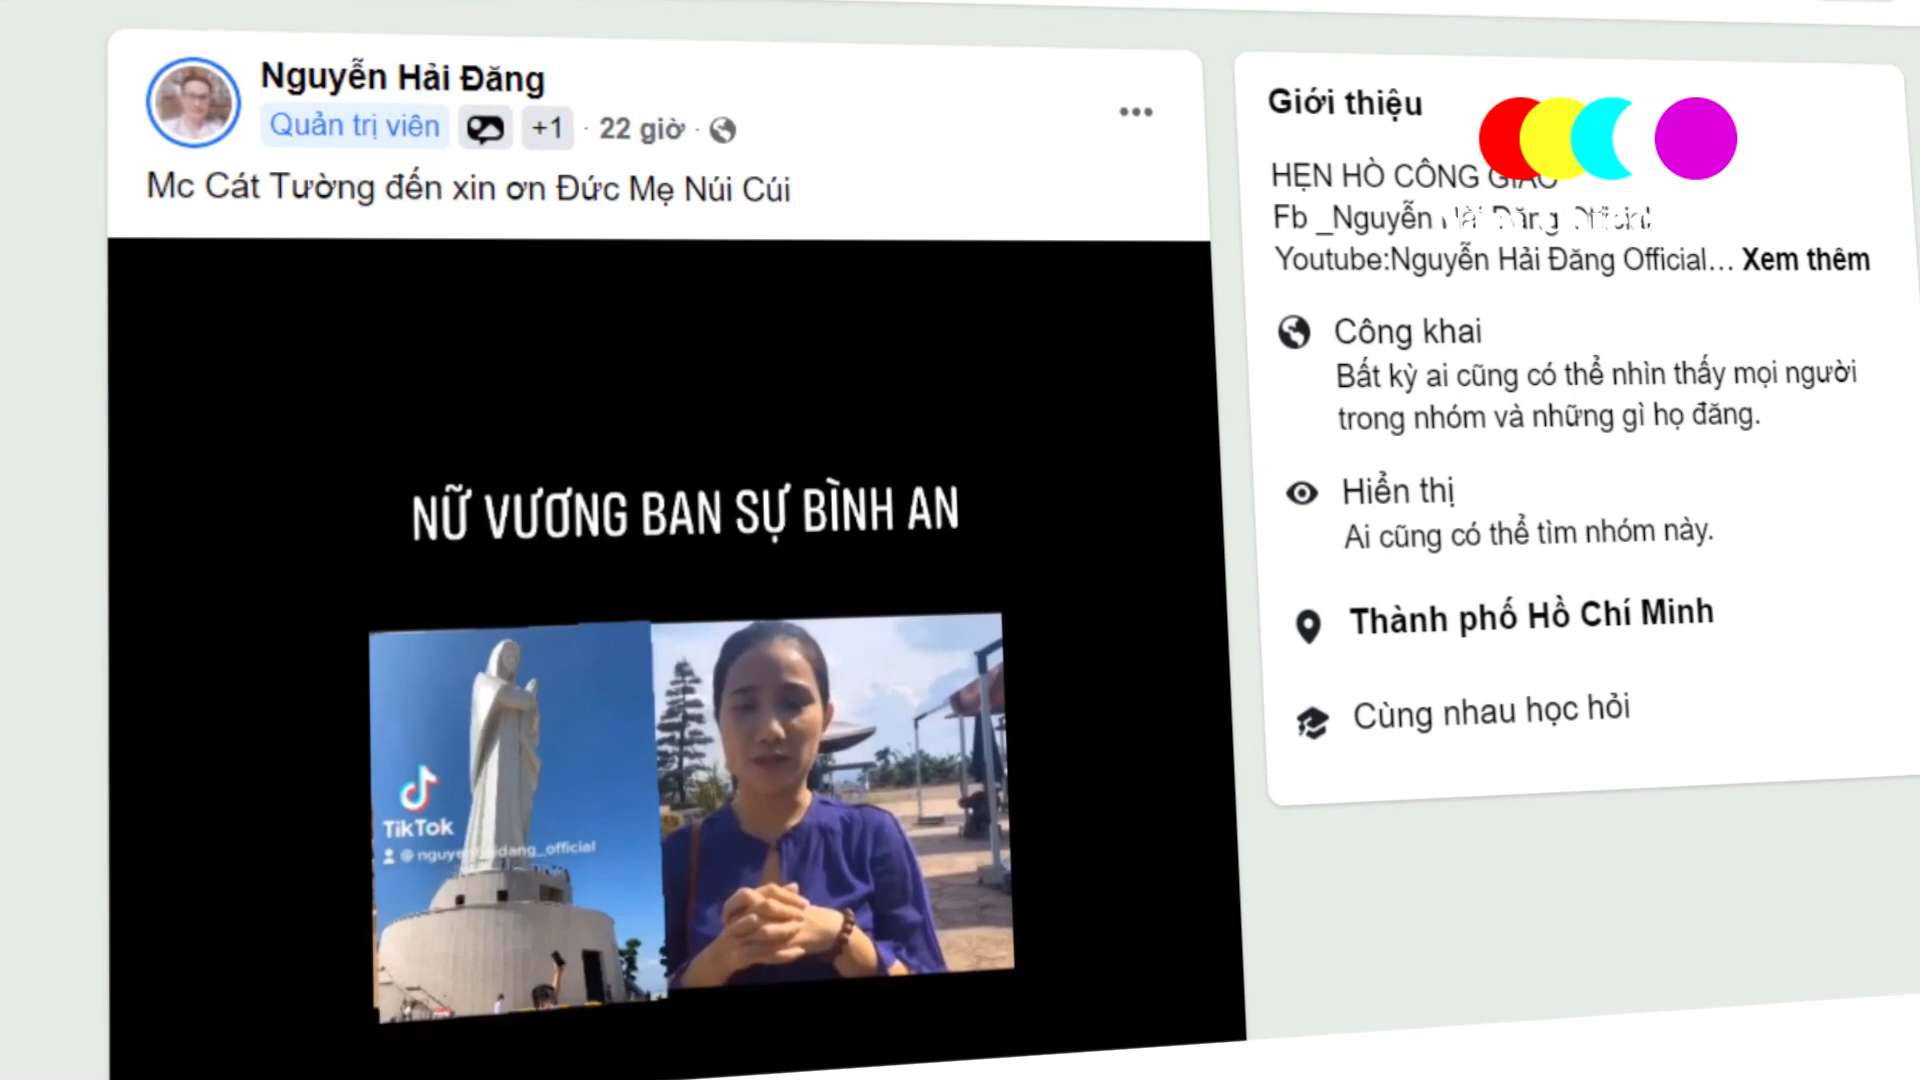 Nguyễn Hải Đăng
Quản trị viên +1 · 22 giờ ·
Mc Cát Tường đến xin ơn Đức Mẹ Núi Cúi
NỮ VƯƠNG BAN SỰ BÌNH AN
TikTok
Giới thiệu
HẸN HÒ CÔNG GIÁO
Fb _Nguyễn Hải Đăng Official
Youtube:Nguyễn Hải Đăng Official... Xem thêm
Công khai
Bất kỳ ai cũng có thể nhìn thấy mọi người
trong nhóm và những gì họ đăng.
Hiển thị
Ai cũng có thể tìm nhóm này.
Thành phố Hồ Chí Minh
Cùng nhau học hỏi